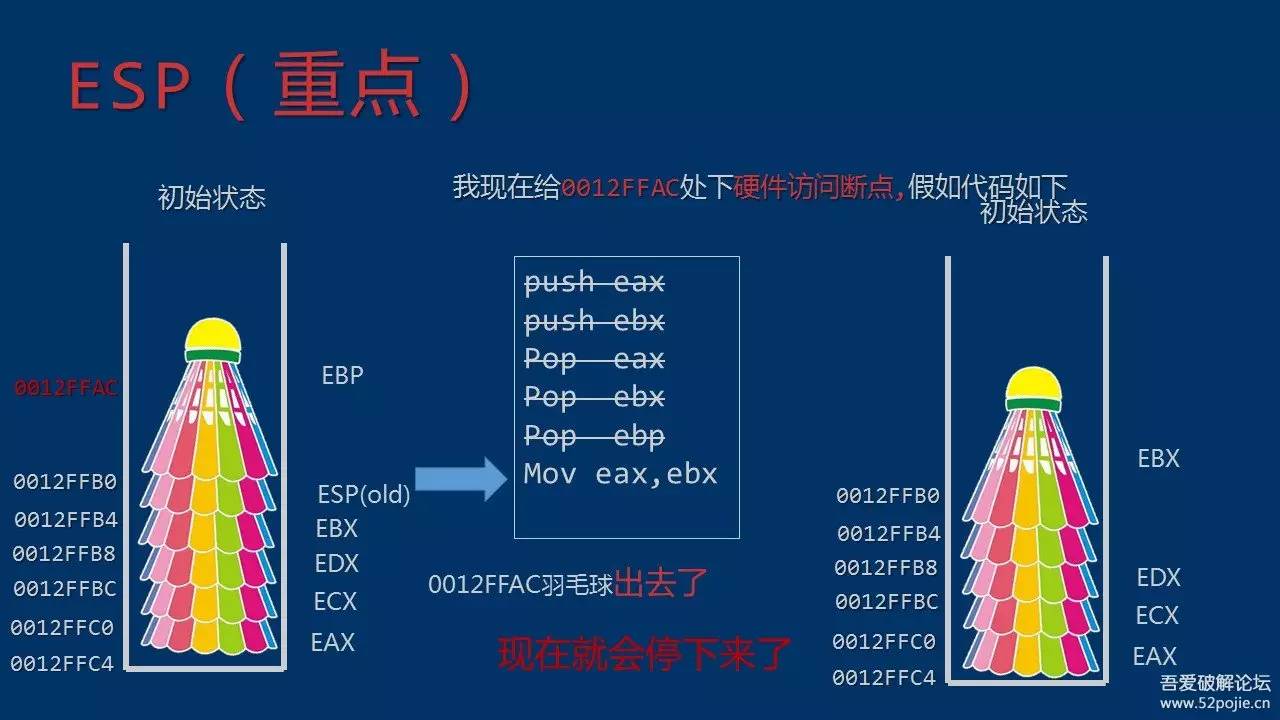 ESP（重点）
我现在给0012FFAC处下硬件访问断点,假如代码如下
初始状态
0012FFAC
0012FFB0
0012FFB4
0012FFB8
0012FFBC
0012FFC0
0012FFC4
EBP
ESP(old)
EBX
EDX
ECX
EAX
push eax
push ebx
Pop eax
Pop ebx
Pop ebp
Mov eax,ebx
0012FFAC羽毛球出去了
现在就会停下来了
初始状态
0012FFB0
0012FFB4
0012FFB8
0012FFBC
0012FFC0
0012FFC4
EBX
EDX
ECX
EAX
吾爱破解论坛
www.52pojie.cn